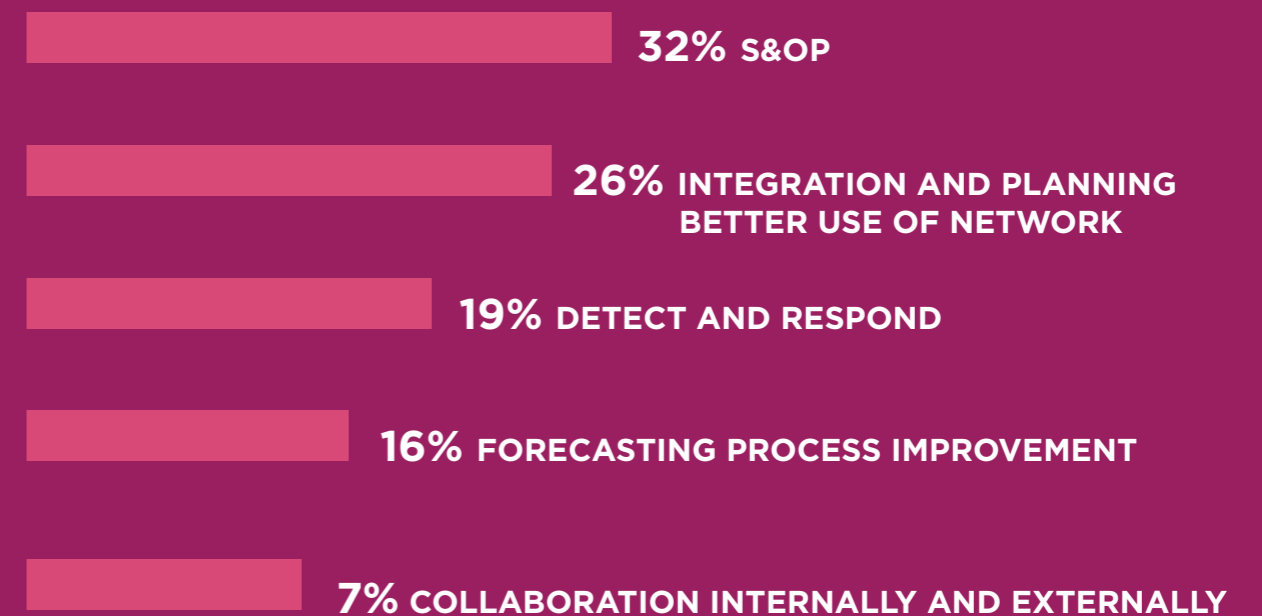 32% S&OP
26% INTEGRATION AND PLANNING
BETTER USE OF NETWORK
19% DETECT AND RESPOND
16% FORECASTING PROCESS IMPROVEMENT
7% COLLABORATION INTERNALLY AND EXTERNALLY